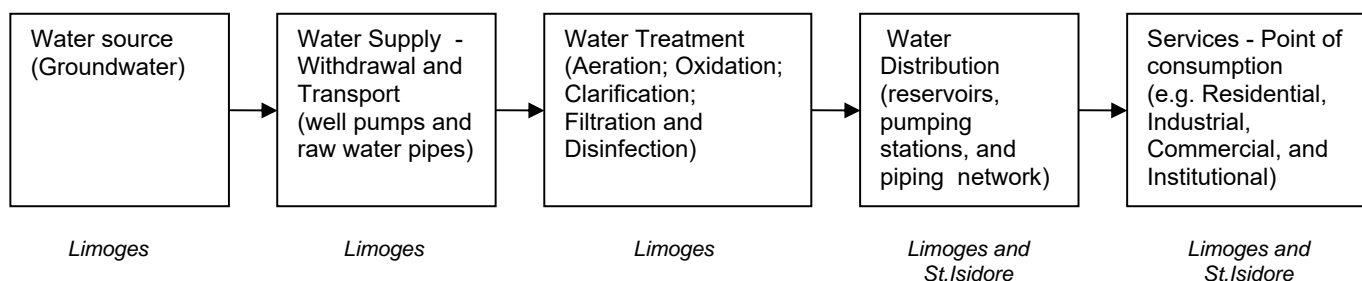 Water source
(Groundwater)
Water Supply -
Withdrawal and
Transport
(well pumps and
raw water pipes)
Water Treatment
(Aeration; Oxidation;
Clarification;
Filtration and
Disinfection)
Water
Distribution
(reservoirs,
pumping
stations, and
piping network)
Services - Point of
consumption
(e.g. Residential,
Industrial,
Commercial, and
Institutional)
Limoges
Limoges
Limoges
Limoges and
St.Isidore
Limoges and
St.Isidore